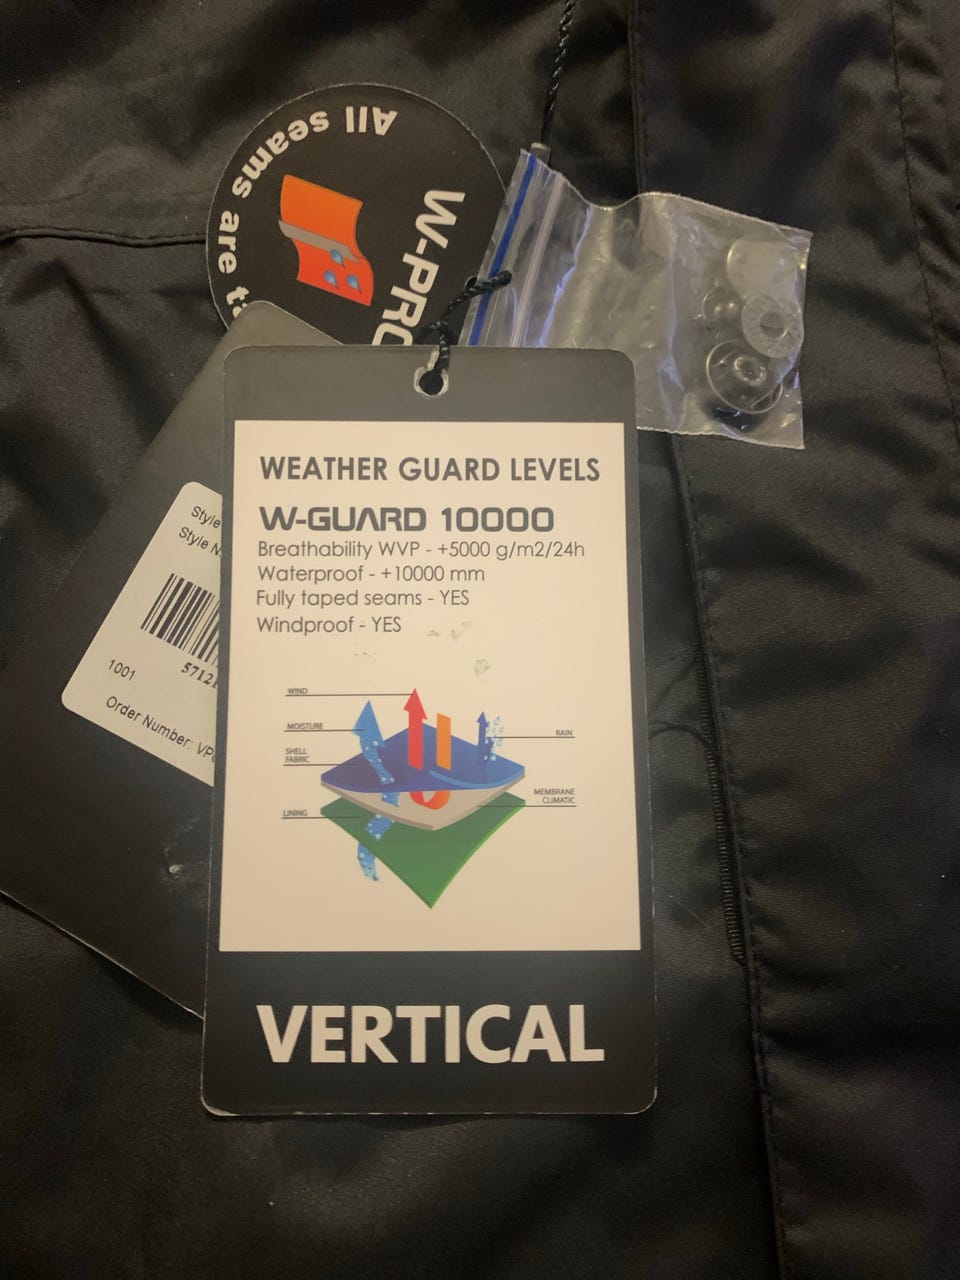 All seams are
W-PRO
WEATHER GUARD LEVELS
W-GUARD 10000
Breathability WVP - +5000 g/m2/24h
Waterproof - +10000 mm
Fully taped seams - YES
Windproof - YES
WIND
MOISTURE
RAIN
SHELL
FABRIC
MEMBRANE
CLIMATIC
LINING
VERTICAL
Style
Style
1001
5712
Order Number: